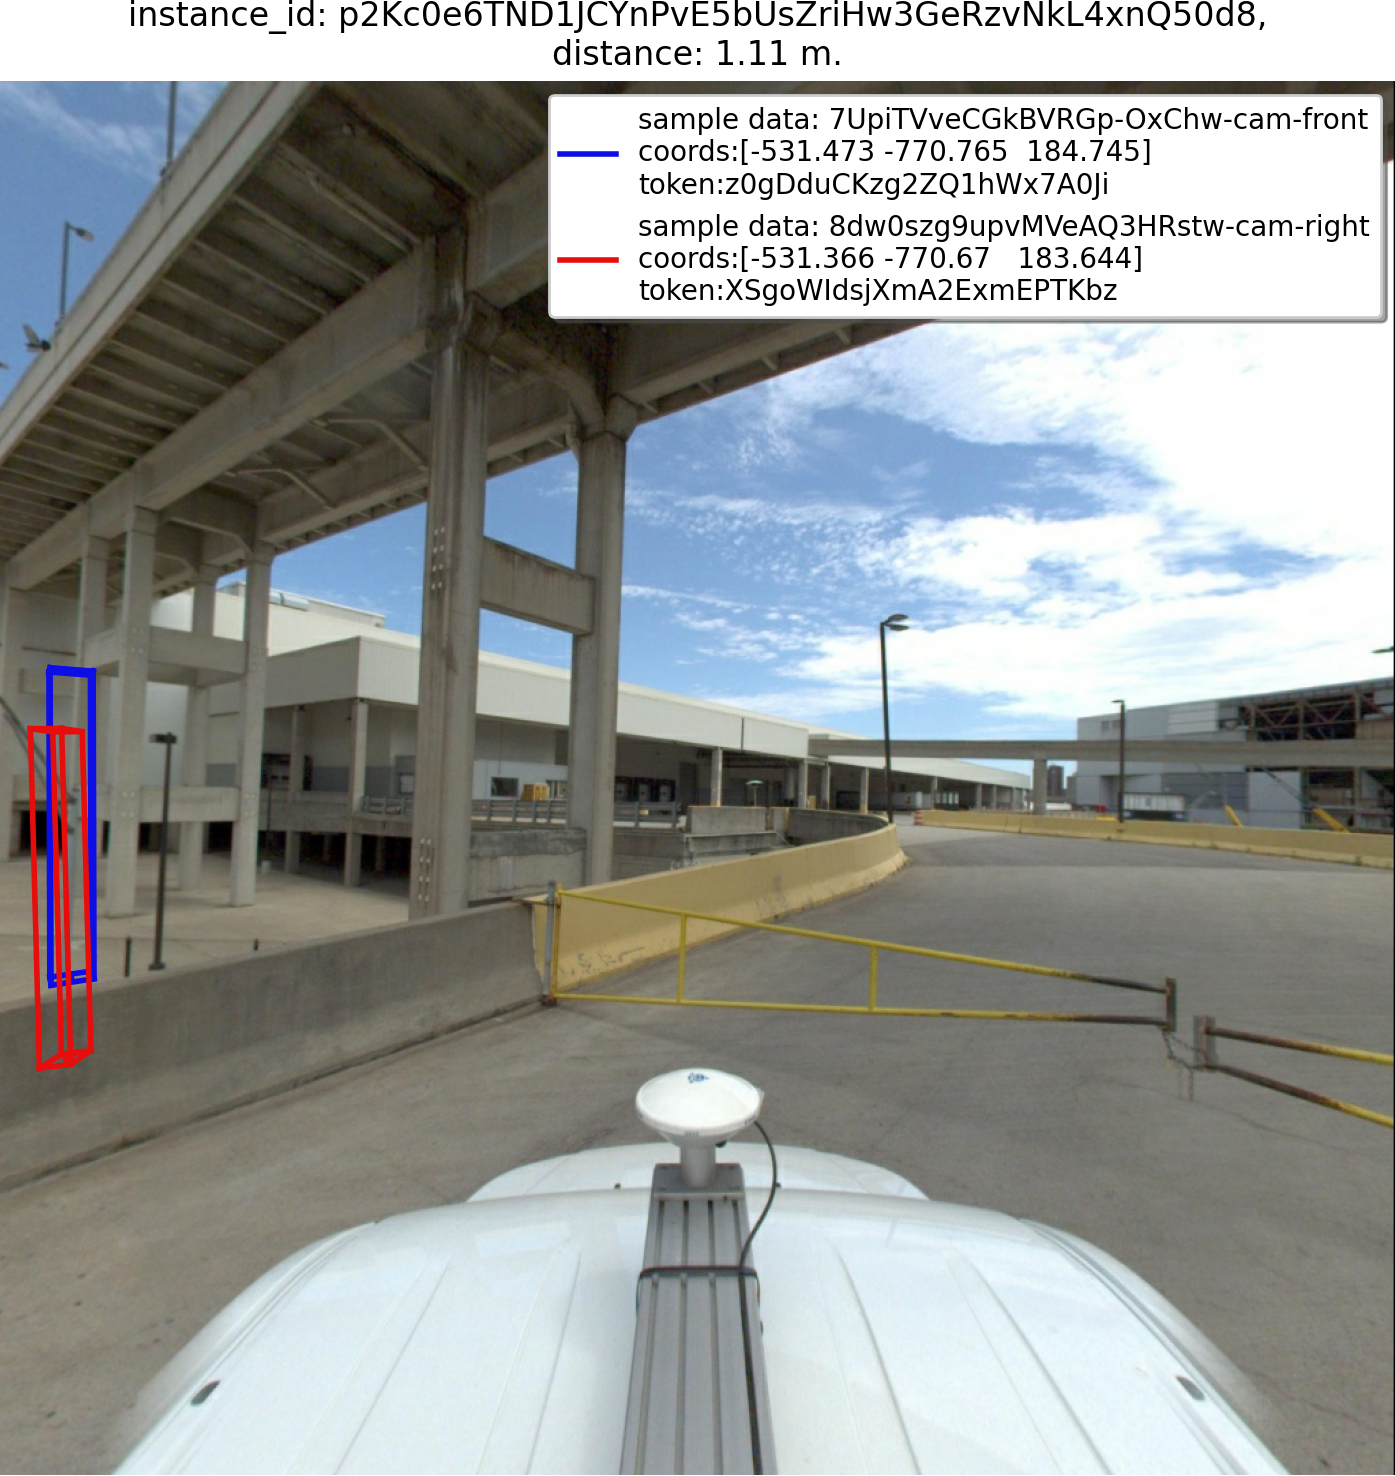 instance_id: p2Kc0e6TND1JCYnPvE5bUsZriHw3GeRzvNkL4xnQ50d8,
distance: 1.11 m.
sample data: 7UpiTVveCGkBVRGp-OxChw-cam-front
coords:[-531.473 -770.765 184.745]
token:z0gDduCKzg2ZQ1hWx7A0Ji
sample data: 8dw0szg9upvMVeAQ3HRstw-cam-right
coords:[-531.366 -770.67 183.644]
token:XSgoWIdsjXmA2ExmEPTKbz